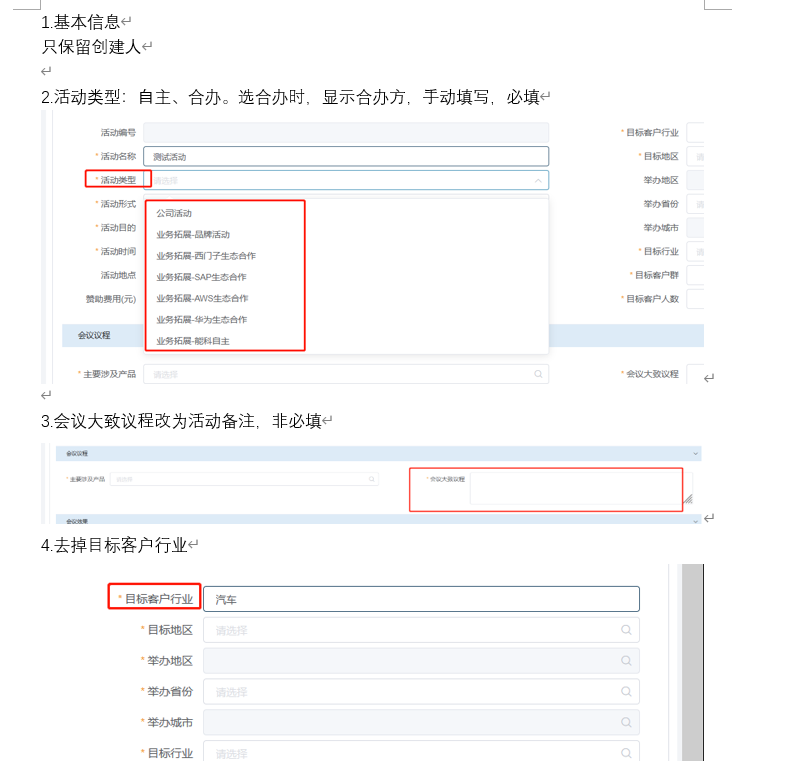 1.基本信息
只保留创建人
2.活动类型：自主、合办。选合办时，显示合办方，手动填写，必填
活动编号
*目标客户行业
*活动名称 测试活动
*目标地区 请
*活动类型 请选择
举办地区
*活动形式
举办省份 请
公司活动
*活动目的
举办城市
业务拓展-品牌活动
*活动时间
*目标行业 请
业务拓展-西门子生态合作
活动地点
*目标客户群
业务拓展-SAP生态合作
赞助费用(元)
*目标客户人数
业务拓展-AWS生态合作
业务拓展-华为生态合作
会议议程
业务拓展-能科自主
*主要涉及产品 请选择
*会议大致议程
3.会议大致议程改为活动备注，非必填
会议议程
*主要涉及产品 请选择
*会议大致议程
会议效果
4.去掉目标客户行业
*目标客户行业 汽车
*目标地区 请选择
*举办地区
*举办省份 请选择
*举办城市
*目标行业 请选择